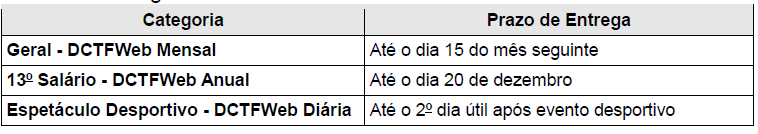 Categoria Prazo de Entrega
Geral - DCTFWeb Mensal Até o dia 15 do mês seguinte
13º Salário - DCTFWeb Anual Até o dia 20 de dezembro
Espetáculo Desportivo - DCTFWeb Diária Até o 2º dia útil após evento desportivo